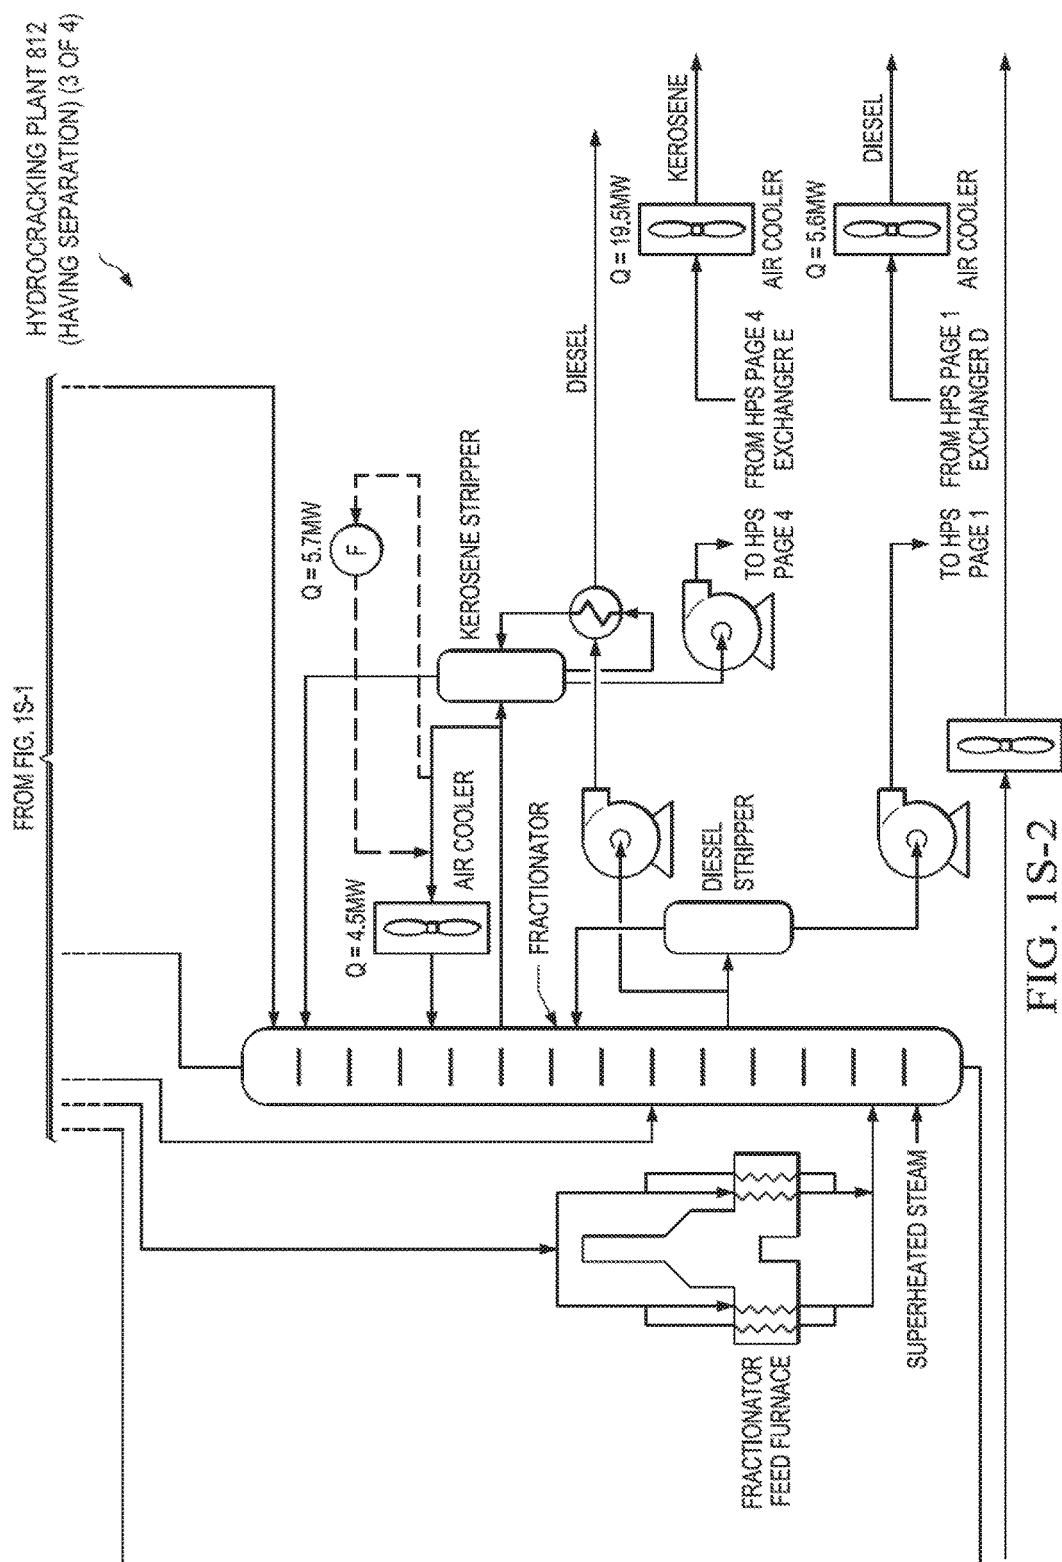 HYDROCRACKING PLANT 812
(HAVING SEPARATION) (3 OF 4)
FROM FIG. 1S-1
Q = 5.7MW
F
Q = 4.5MW
AIR COOLER
KEROSENE STRIPPER
FRACTIONATOR
DIESEL
Q = 19.5MW
KEROSENE
AIR COOLER
FROM HPS PAGE 4
EXCHANGER E
TO HPS
PAGE 4
DIESEL
STRIPPER
Q = 5.6MW
DIESEL
AIR COOLER
FROM HPS PAGE 1
EXCHANGER D
TO HPS
PAGE 1
FRACTIONATOR
FEED FURNACE
SUPERHEATED STEAM
FIG. 1S-2